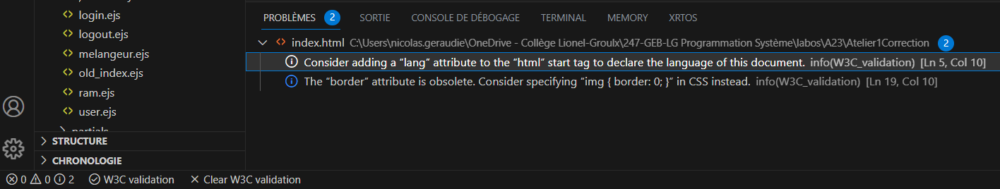 login.ejs
logout.ejs
melangeur.ejs
old_index.ejs
ram.ejs
user.ejs
partials
STRUCTURE
CHRONOLOGIE
PROBLÈMES 2 SORTIE CONSOLE DE DÉBOGAGE TERMINAL MEMORY XRTOS
index.html C:\Users\nicolas.geraudie\OneDrive - Collège Lionel-Groulx\247-GEB-LG Programmation Système\labos\A23\Atelier1Correction 2
Consider adding a “lang” attribute to the “html” start tag to declare the language of this document. info(W3C_validation) [Ln 5, Col 10]
The “border” attribute is obsolete. Consider specifying “img { border: 0; }” in CSS instead. info(W3C_validation) [Ln 19, Col 10]
0 0 2 W3C validation Clear W3C validation